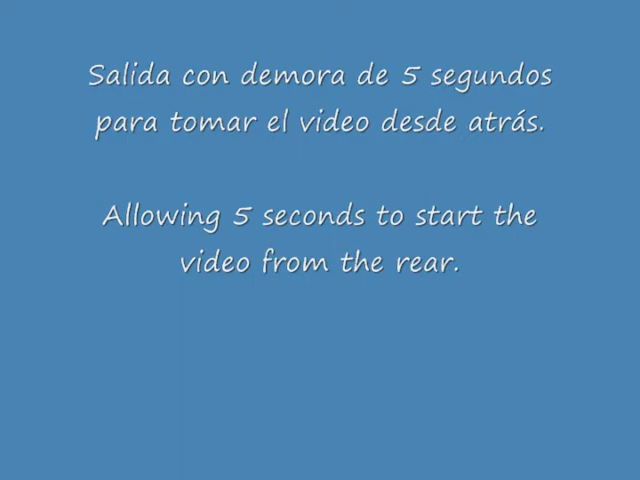 Salida con demora de 5 segundos
para tomar el video desde atrás.
Allowing 5 seconds to start the
video from the rear.